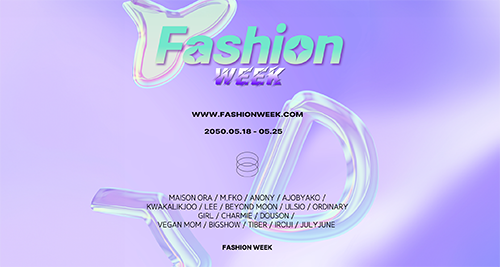 Fashion
WEEK
WWW.FASHIONWEEK.COM
2050.05.18 - 05.25
MAISON ORA / M.FKO / ANONY / AJOBYAKO /
KWAKALIKJOO / LEE / BEYOND MOON / ULSIO / ORDINARY
GIRL / CHARMIE / DOUSON /
VEGAN MOM / BIGSHOW / TIBER / IROIJI / JULYJUNE
FASHION WEEK